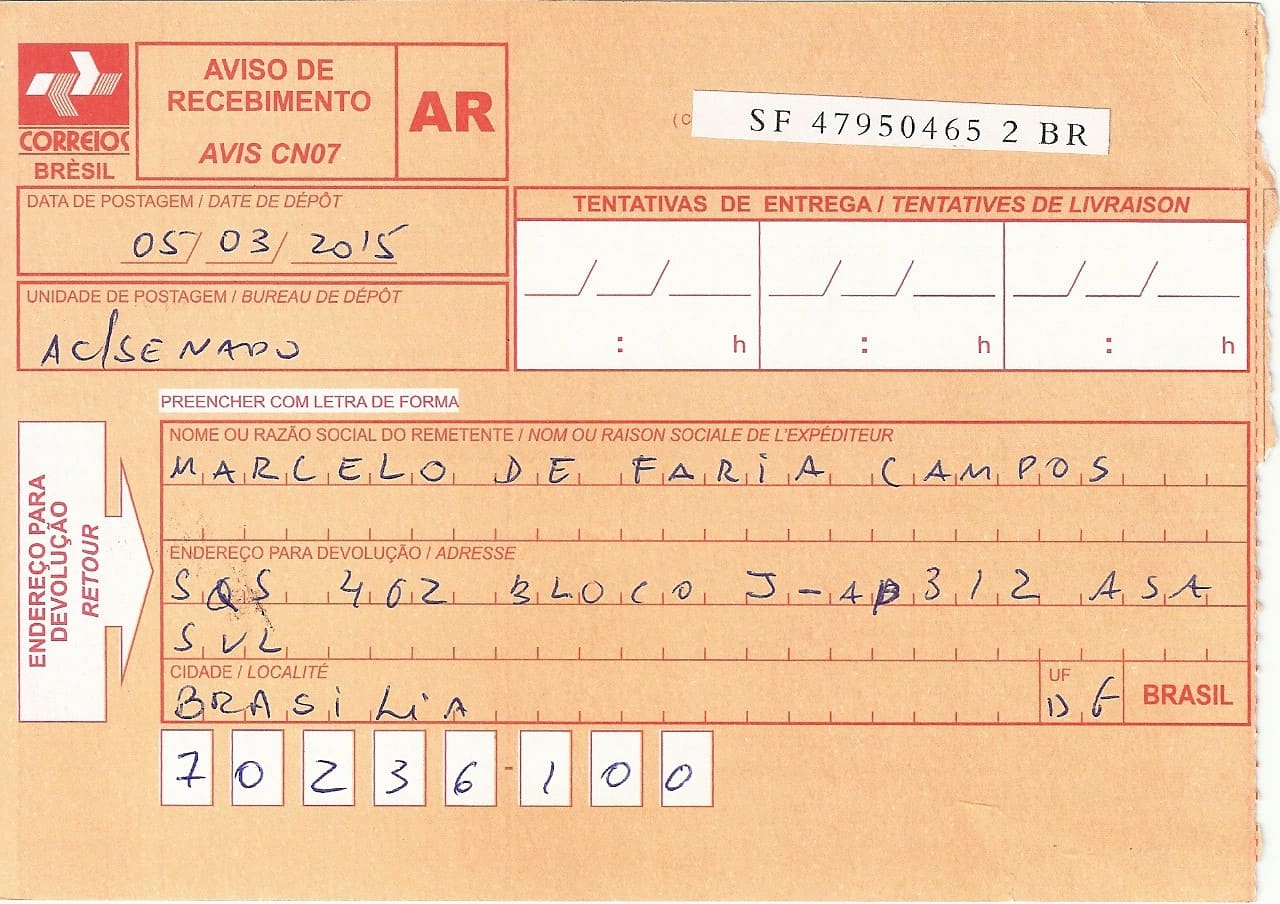 CORREIOS
BRÈSIL
AVISO DE
RECEBIMENTO
AVIS CN07
AR
SF 47950465 2 BR
DATA DE POSTAGEM / DATE DE DÉPÔT
05/ 03/ 2015
UNIDADE DE POSTAGEM / BUREAU DE DÉPÔT
AC/SENADO
TENTATIVAS DE ENTREGA / TENTATIVES DE LIVRAISON
: h : h : h
PREENCHER COM LETRA DE FORMA
ENDEREÇO PARA
DEVOLUÇÃO
RETOUR
NOME OU RAZÃO SOCIAL DO REMETENTE / NOM OU RAISON SOCIALE DE L'EXPÉDITEUR
MARCELO DE FARIA CAMPOS
ENDEREÇO PARA DEVOLUÇÃO / ADRESSE
SQS 402 BLOCO J-AP 312 ASA
SUL
CIDADE / LOCALITÉ
BRASILIA
UF
DF
BRASIL
70236-100